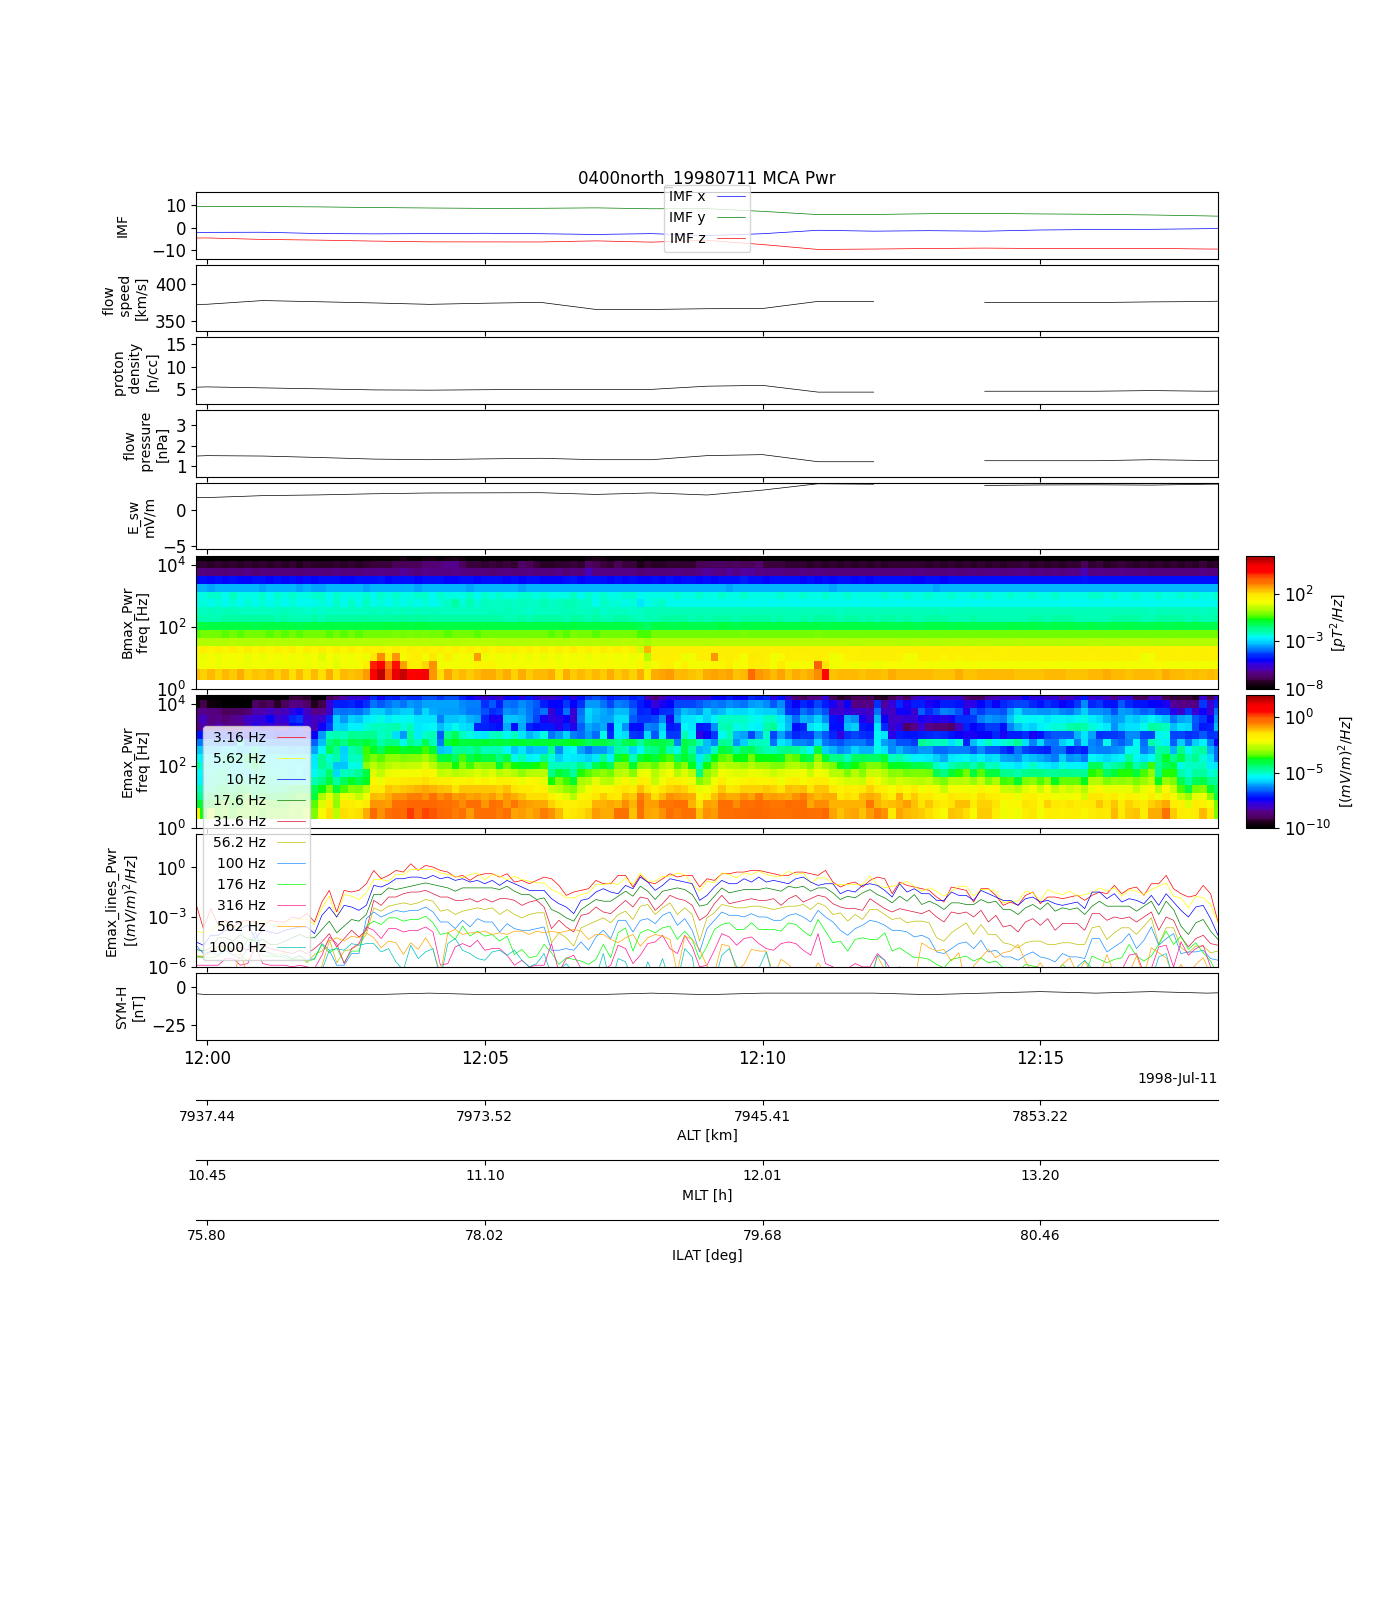 0400north_19980711 MCA Pwr
IMF
10
0
−10
IMF x
IMF y
IMF z
flow
speed
[km/s]
400
350
proton
density
[n/cc]
15
10
5
flow
pressure
[nPa]
3
2
1
E_sw
mV/m
0
−5
Bmax_Pwr
freq [Hz]
10^4
10^2
10^0
10^2
10^−3
10^−8
[pT^2/Hz]
Emax_Pwr
freq [Hz]
10^4
10^2
10^0
10^0
10^−5
10^−10
[(mV/m)^2/Hz]
3.16 Hz
5.62 Hz
10 Hz
17.6 Hz
31.6 Hz
56.2 Hz
100 Hz
176 Hz
316 Hz
562 Hz
1000 Hz
Emax_lines_Pwr
[(mV/m)^2/Hz]
10^0
10^−3
10^−6
SYM-H
[nT]
0
−25
12:00 12:05 12:10 12:15
1998-Jul-11
7937.44 7973.52 7945.41 7853.22
ALT [km]
10.45 11.10 12.01 13.20
MLT [h]
75.80 78.02 79.68 80.46
ILAT [deg]